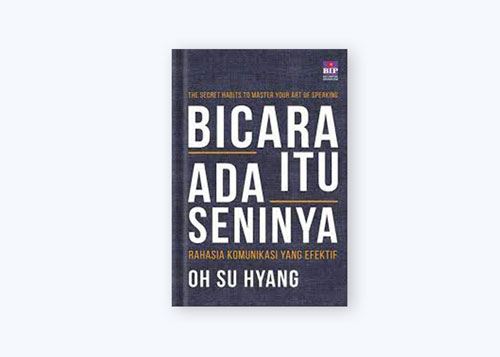 BIP
THE SECRET HABITS TO MASTER YOUR ART OF SPEAKING
BICARA
ITU
ADA
SENINYA
RAHASIA KOMUNIKASI YANG EFEKTIF
OH SU HYANG